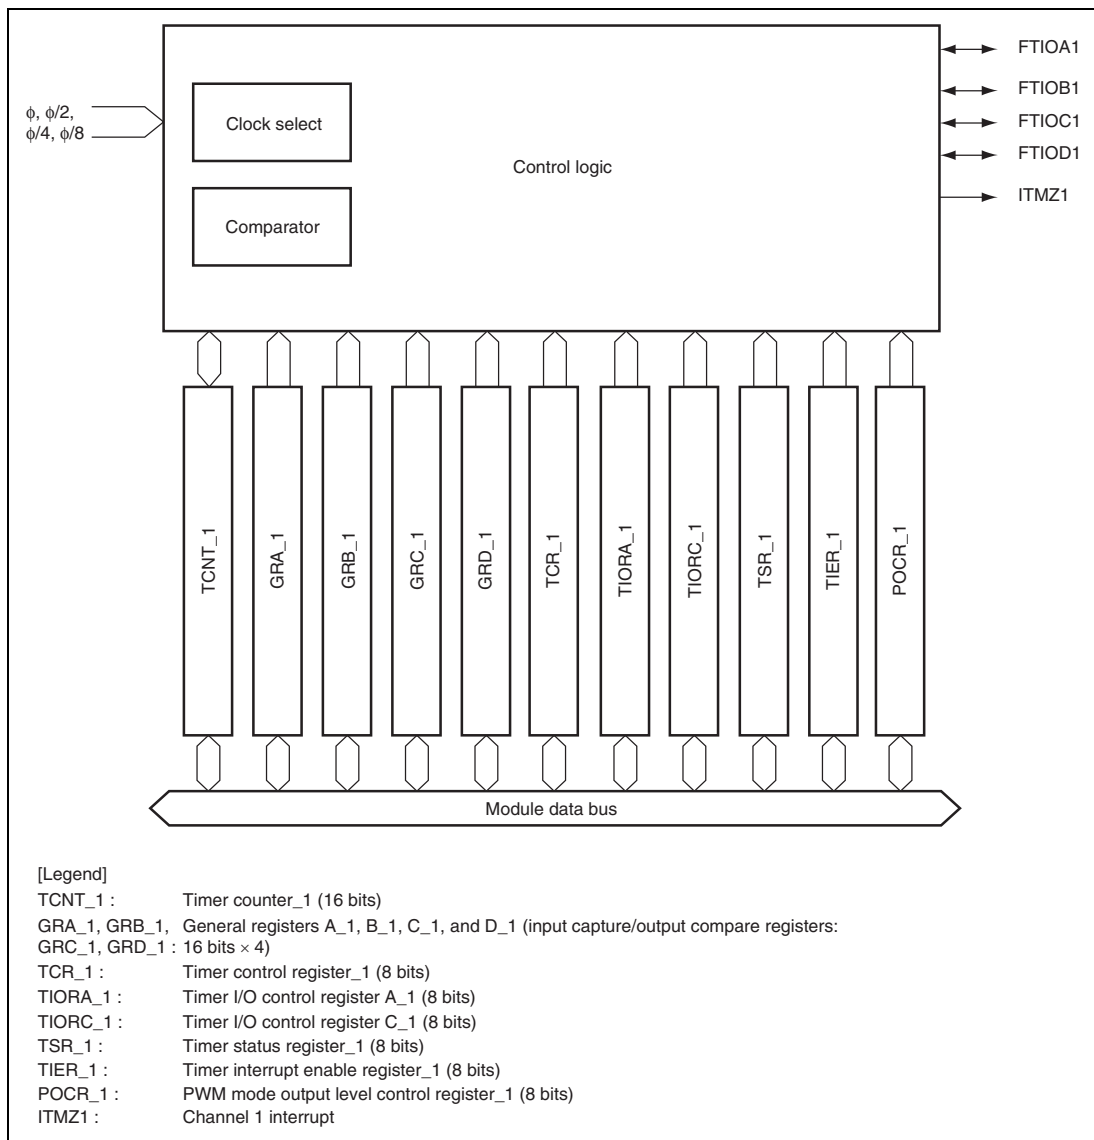 FTIOA1
φ, φ/2,
φ/4, φ/8
Clock select
FTIOB1
FTIOC1
FTIOD1
Control logic
ITMZ1
Comparator
TCNT_1
GRA_1
GRB_1
GRC_1
GRD_1
TCR_1
TIORA_1
TIORC_1
TSR_1
TIER_1
POCR_1
Module data bus
[Legend]
TCNT_1 : Timer counter_1 (16 bits)
GRA_1, GRB_1, General registers A_1, B_1, C_1, and D_1 (input capture/output compare registers:
GRC_1, GRD_1 : 16 bits × 4)
TCR_1 : Timer control register_1 (8 bits)
TIORA_1 : Timer I/O control register A_1 (8 bits)
TIORC_1 : Timer I/O control register C_1 (8 bits)
TSR_1 : Timer status register_1 (8 bits)
TIER_1 : Timer interrupt enable register_1 (8 bits)
POCR_1 : PWM mode output level control register_1 (8 bits)
ITMZ1 : Channel 1 interrupt